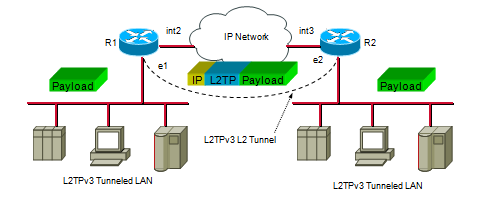 int2
IP Network
int3
R1
R2
e1
e2
IP L2TP Payload
Payload
Payload
L2TPv3 L2 Tunnel
L2TPv3 Tunneled LAN
L2TPv3 Tunneled LAN